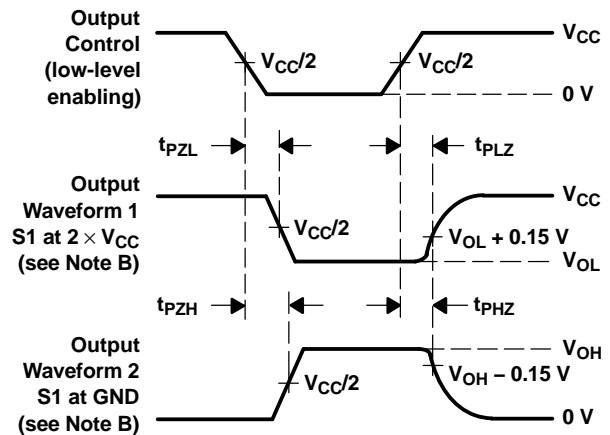 Output
Control
(low-level
enabling)
V_CC/2
V_CC/2
V_CC
0 V
t_PZL
t_PLZ
Output
Waveform 1
S1 at 2 × V_CC
(see Note B)
V_CC/2
V_CC
V_OL + 0.15 V
V_OL
t_PZH
t_PHZ
Output
Waveform 2
S1 at GND
(see Note B)
V_CC/2
V_OH
V_OH – 0.15 V
0 V